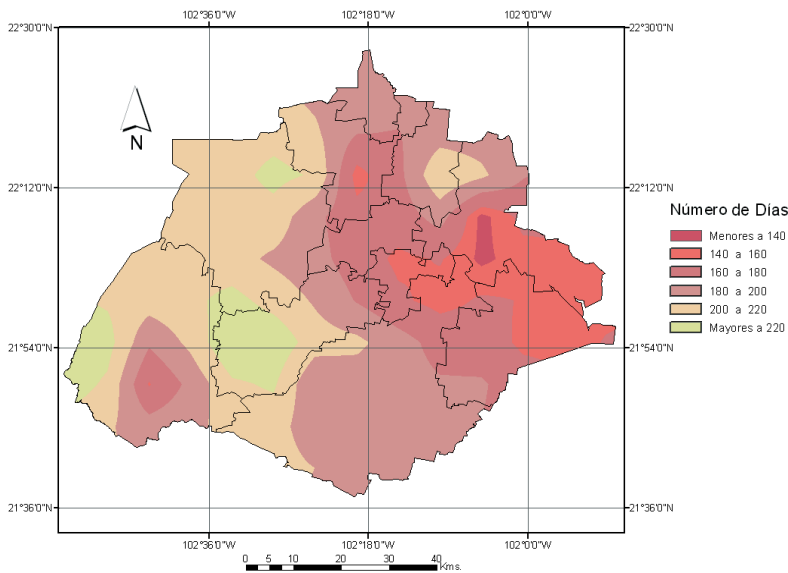 102°36'0"W 102°18'0"W 102°0'0"W
22°30'0"N 22°30'0"N
N
22°12'0"N 22°12'0"N
Número de Días
Menores a 140
140 a 160
160 a 180
180 a 200
200 a 220
Mayores a 220
21°54'0"N 21°54'0"N
21°36'0"N 21°36'0"N
102°36'0"W 102°18'0"W 102°0'0"W
0 5 10 20 30 40
Kms.